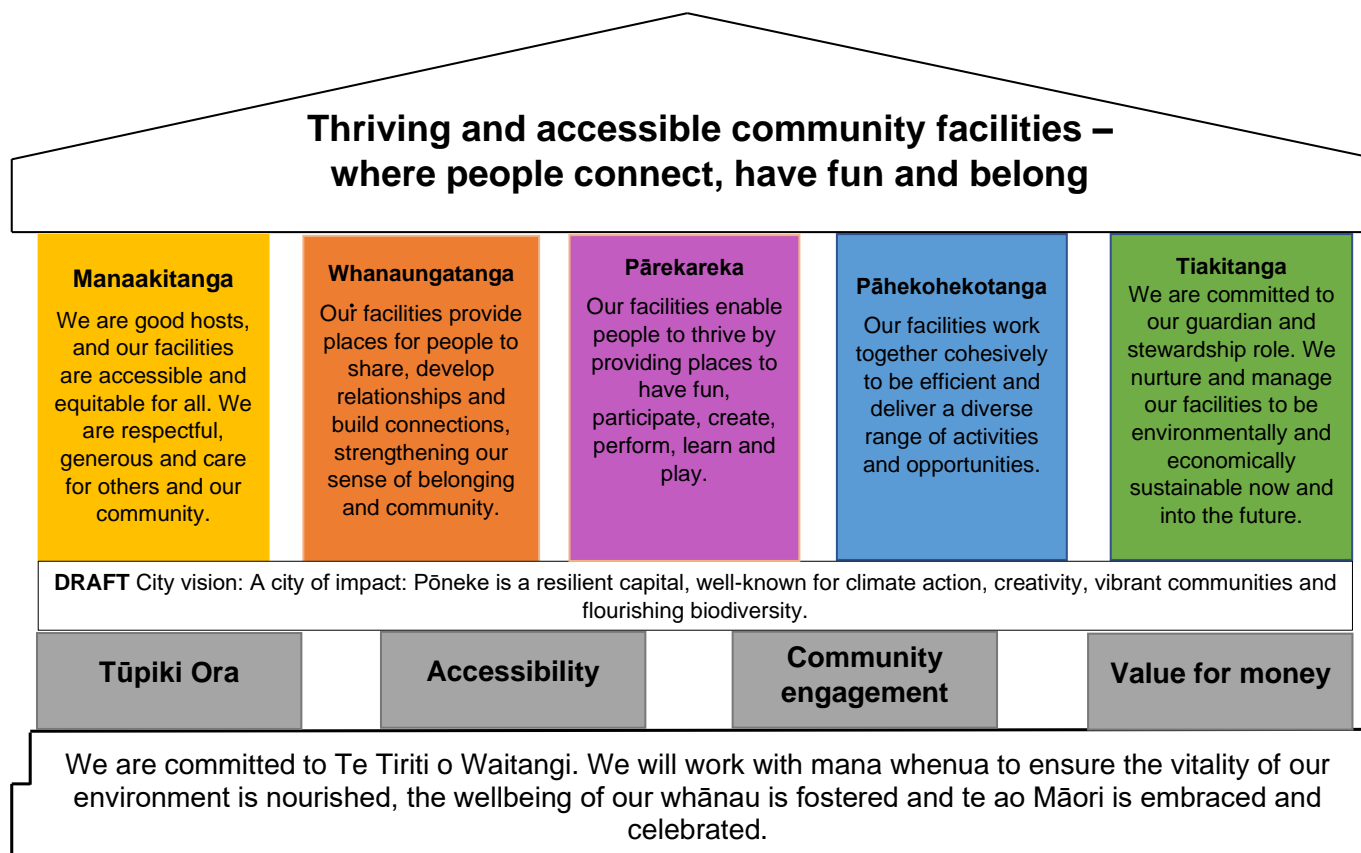 Thriving and accessible community facilities –
where people connect, have fun and belong
Manaakitanga
We are good hosts,
and our facilities
are accessible and
equitable for all. We
are respectful,
generous and care
for others and our
community.
Whanaungatanga
Our facilities provide
places for people to
share, develop
relationships and
build connections,
strengthening our
sense of belonging
and community.
Pārekareka
Our facilities enable
people to thrive by
providing places to
have fun,
participate, create,
perform, learn and
play.
Pāhekohekotanga
Our facilities work
together cohesively
to be efficient and
deliver a diverse
range of activities
and opportunities.
Tiakitanga
We are committed to
our guardian and
stewardship role. We
nurture and manage
our facilities to be
environmentally and
economically
sustainable now and
into the future.
DRAFT City vision: A city of impact: Pōneke is a resilient capital, well-known for climate action, creativity, vibrant communities and
flourishing biodiversity.
Tūpiki Ora
Accessibility
Community
engagement
Value for money
We are committed to Te Tiriti o Waitangi. We will work with mana whenua to ensure the vitality of our
environment is nourished, the wellbeing of our whānau is fostered and te ao Māori is embraced and
celebrated.